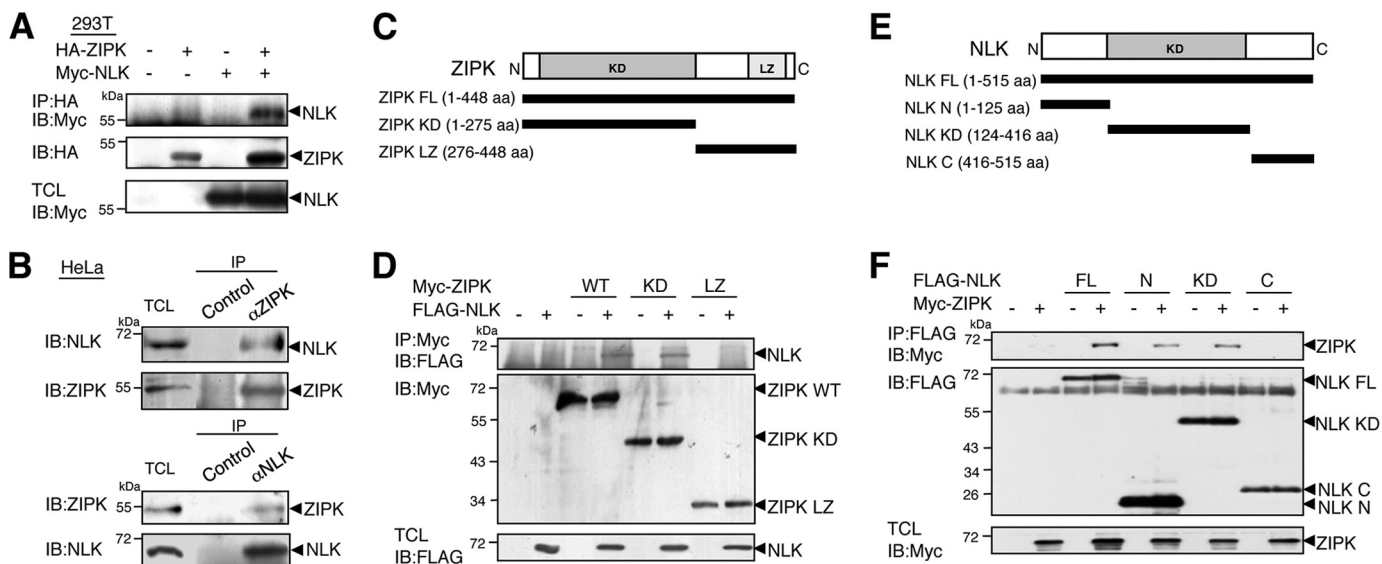 A
293T
HA-ZIPK - + - +
Myc-NLK - - + +
kDa
IP:HA
IB:Myc
55
NLK
55
IB:HA
ZIPK
TCL
IB:Myc
55
NLK
B
HeLa
IP
TCL
Control
αZIPK
kDa
72
IB:NLK
NLK
IB:ZIPK
55
ZIPK
IP
TCL
Control
αNLK
kDa
IB:ZIPK
55
ZIPK
72
IB:NLK
NLK
C
ZIPK N KD LZ C
ZIPK FL (1-448 aa)
ZIPK KD (1-275 aa)
ZIPK LZ (276-448 aa)
D
Myc-ZIPK WT KD LZ
FLAG-NLK - + - + - + - +
kDa
IP:Myc
IB:FLAG
72
NLK
IB:Myc
72
ZIPK WT
55
ZIPK KD
43
34
ZIPK LZ
TCL
IB:FLAG
72
NLK
E
NLK N KD C
NLK FL (1-515 aa)
NLK N (1-125 aa)
NLK KD (124-416 aa)
NLK C (416-515 aa)
F
FLAG-NLK FL N KD C
Myc-ZIPK - + - + - + - + - +
kDa
IP:FLAG
IB:Myc
72
ZIPK
IB:FLAG
72
NLK FL
55
NLK KD
43
34
26
NLK C
NLK N
TCL
IB:Myc
72
ZIPK